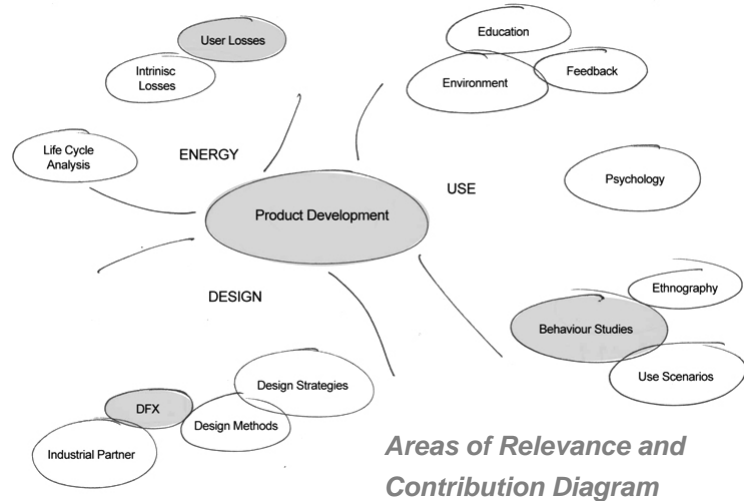 User Losses
Intrinisc
Losses
Life Cycle
Analysis
ENERGY
Education
Environment
Feedback
USE
Psychology
Product Development
DESIGN
Ethnography
Behaviour Studies
Use Scenarios
Design Strategies
DFX
Design Methods
Industrial Partner
Areas of Relevance and
Contribution Diagram